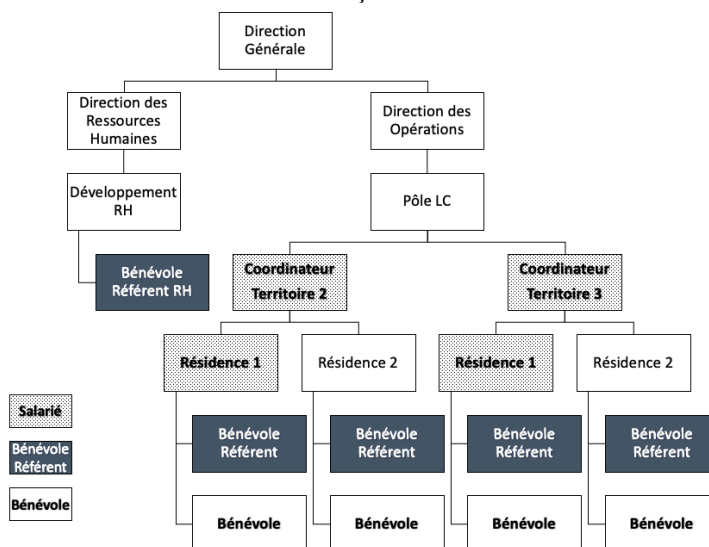 Direction
Générale
Direction des
Ressources
Humaines
Direction des
Opérations
Développement
RH
Pôle LC
Bénévole
Référent RH
Coordinateur
Territoire 2
Coordinateur
Territoire 3
Résidence 1
Résidence 2
Résidence 1
Résidence 2
Salarié
Bénévole
Référent
Bénévole
Bénévole
Référent
Bénévole
Référent
Bénévole
Référent
Bénévole
Référent
Bénévole
Bénévole
Bénévole
Bénévole